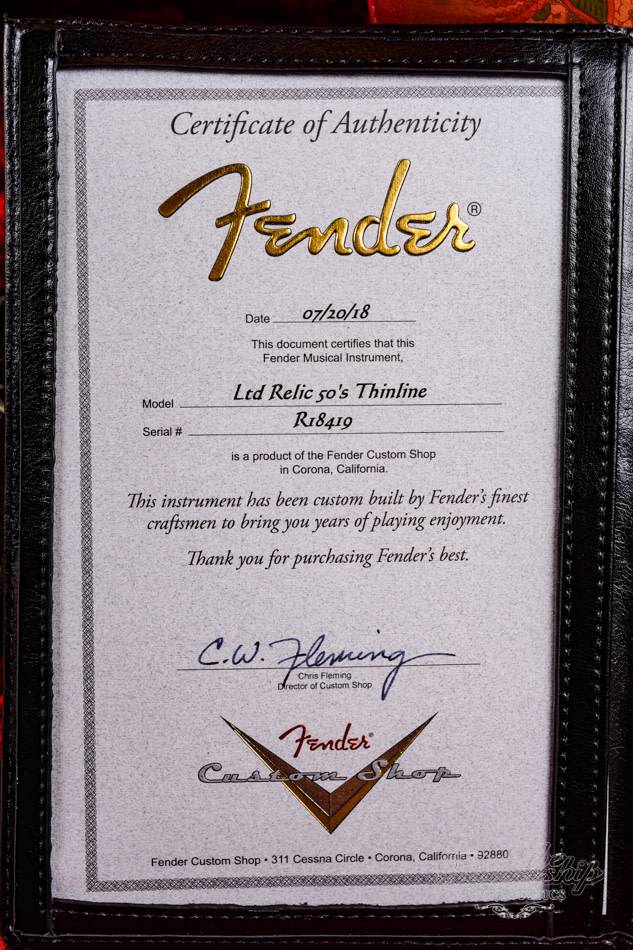 Certificate of Authenticity
Fender®
Date 07/20/18
This document certifies that this
Fender Musical Instrument,
Model Ltd Relic 50's Thinline
Serial # R18419
is a product of the Fender Custom Shop
in Corona, California.
This instrument has been custom built by Fender's finest
craftsmen to bring you years of playing enjoyment.
Thank you for purchasing Fender's best.
C.W. Fleming
Chris Fleming
Director of Custom Shop
Fender®
Custom Shop
Fender Custom Shop • 311 Cessna Circle • Corona, California • 92880